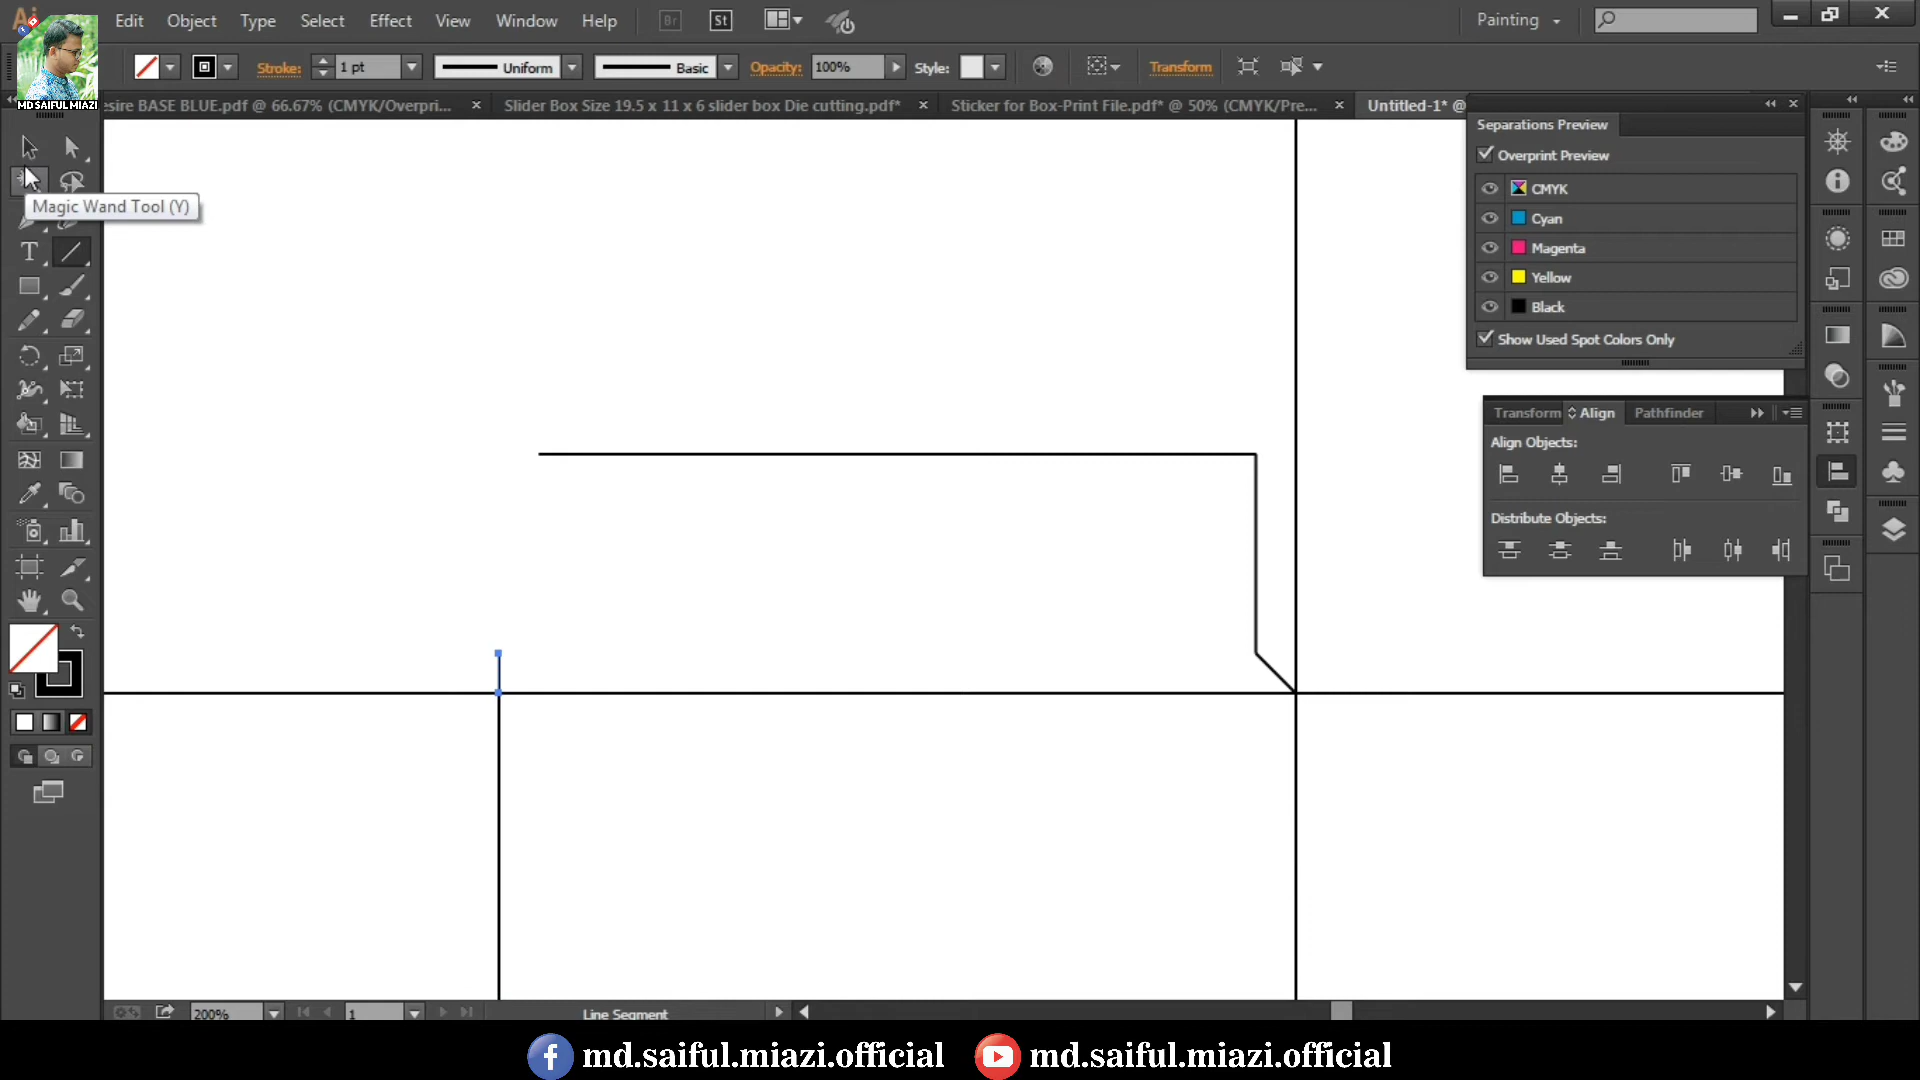 Ai
Edit Object Type Select Effect View Window Help Br St Painting
MD SAIFUL MIAZI
Stroke: 1 pt Uniform Basic Opacity: 100% Style: Transform
esire BASE BLUE.pdf @ 66.67% (CMYK/Overpri... Slider Box Size 19.5 x 11 x 6 slider box Die cutting.pdf* Sticker for Box-Print File.pdf* @ 50% (CMYK/Pre... Untitled-1* @
Separations Preview
Overprint Preview
CMYK
Cyan
Magenta
Yellow
Black
Show Used Spot Colors Only
Magic Wand Tool (Y)
T
Transform Align Pathfinder
Align Objects:
Distribute Objects:
200% 1 Line Segment
md.saiful.miazi.official md.saiful.miazi.official